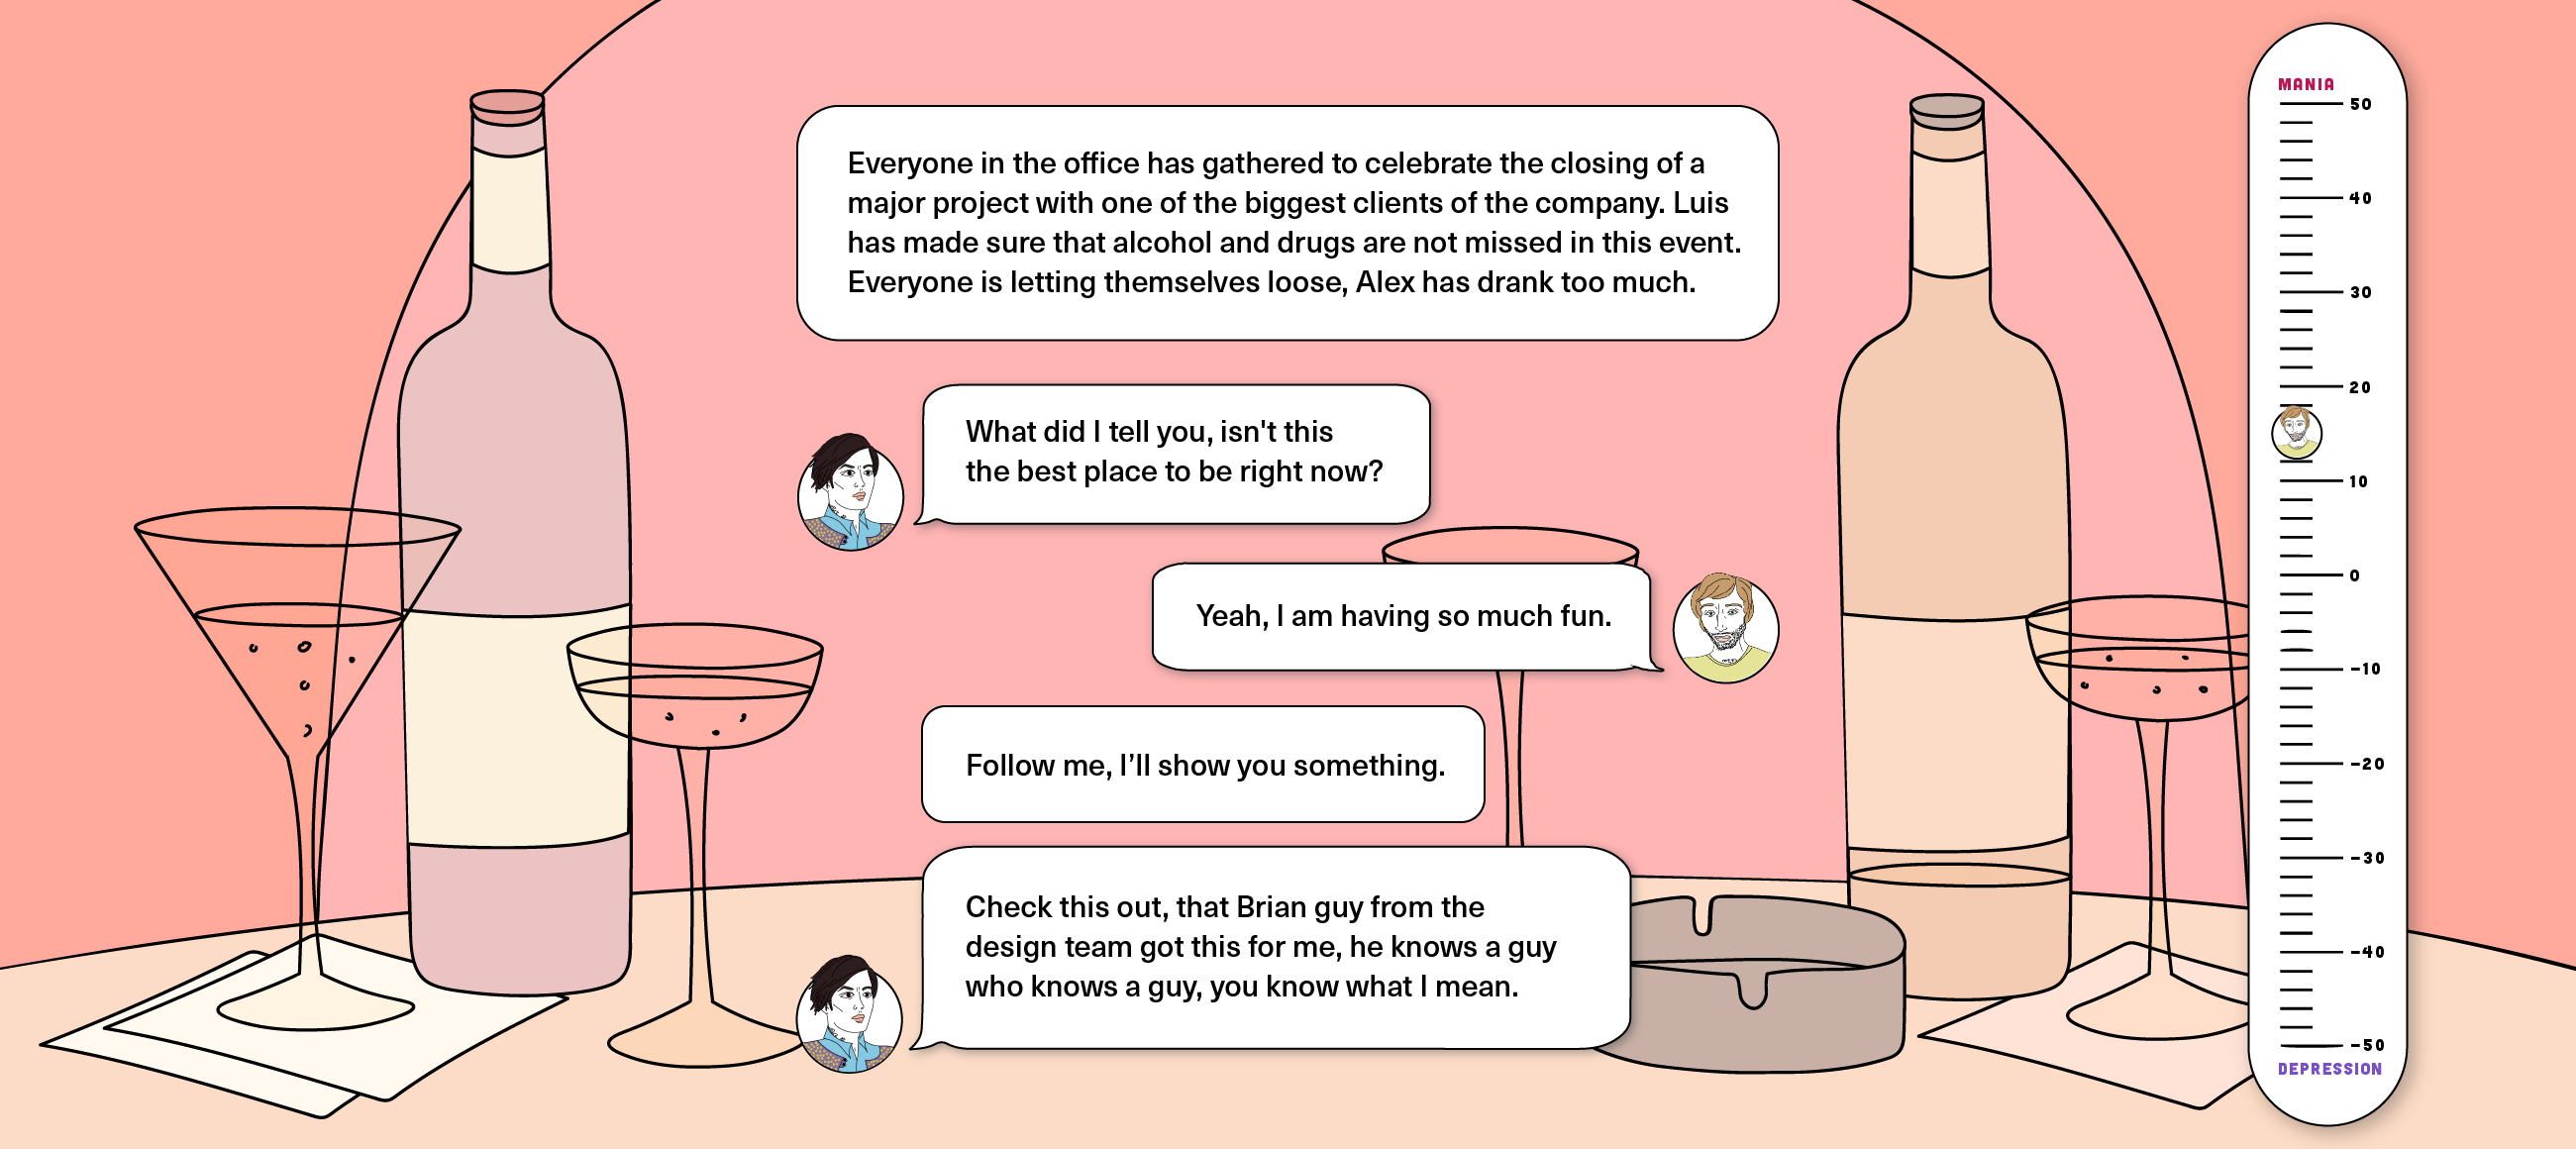 Everyone in the office has gathered to celebrate the closing of a
major project with one of the biggest clients of the company. Luis
has made sure that alcohol and drugs are not missed in this event.
Everyone is letting themselves loose, Alex has drank too much.
What did I tell you, isn't this
the best place to be right now?
Yeah, I am having so much fun.
Follow me, I’ll show you something.
Check this out, that Brian guy from the
design team got this for me, he knows a guy
who knows a guy, you know what I mean.
MANIA
50
40
30
20
10
0
-10
-20
-30
-40
-50
DEPRESSION